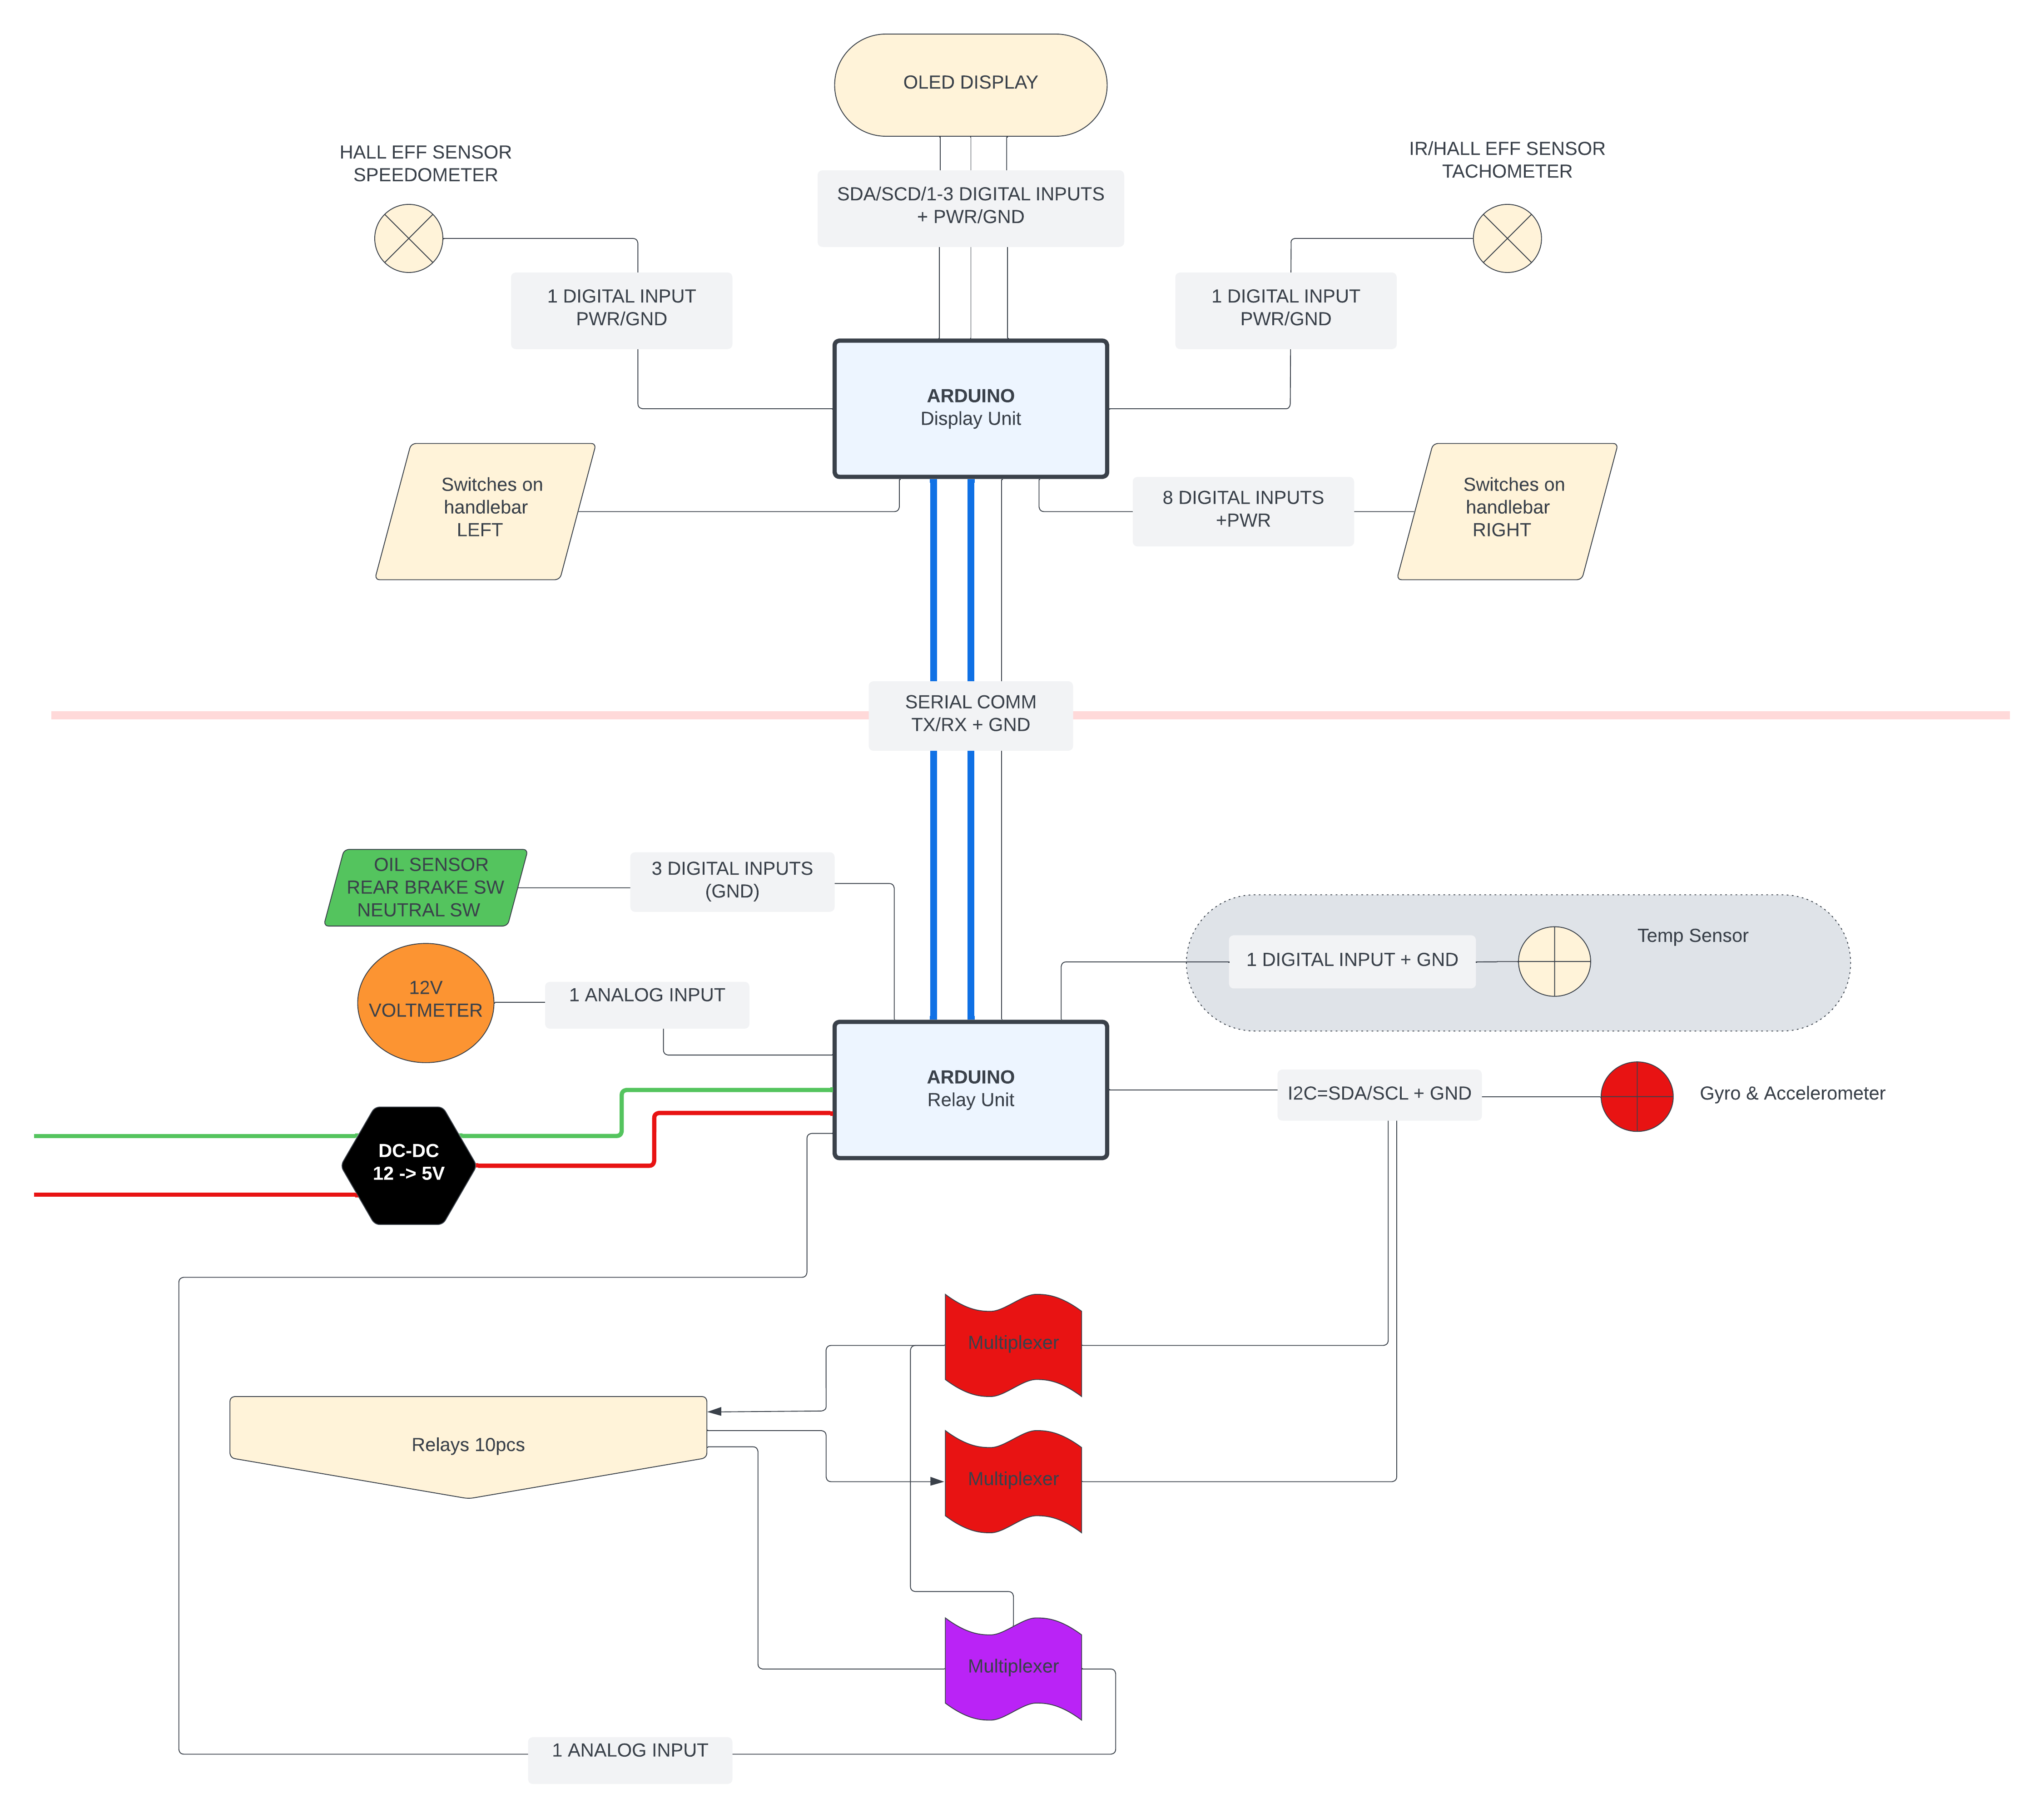 OLED DISPLAY
HALL EFF SENSOR
SPEEDOMETER
IR/HALL EFF SENSOR
TACHOMETER
SDA/SCD/1-3 DIGITAL INPUTS
+ PWR/GND
1 DIGITAL INPUT
PWR/GND
1 DIGITAL INPUT
PWR/GND
ARDUINO
Display Unit
Switches on
handlebar
LEFT
8 DIGITAL INPUTS
+PWR
Switches on
handlebar
RIGHT
SERIAL COMM
TX/RX + GND
OIL SENSOR
REAR BRAKE SW
NEUTRAL SW
3 DIGITAL INPUTS
(GND)
1 DIGITAL INPUT + GND
Temp Sensor
12V
VOLTMETER
1 ANALOG INPUT
ARDUINO
Relay Unit
I2C=SDA/SCL + GND
Gyro & Accelerometer
DC-DC
12 -> 5V
Multiplexer
Relays 10pcs
Multiplexer
Multiplexer
1 ANALOG INPUT